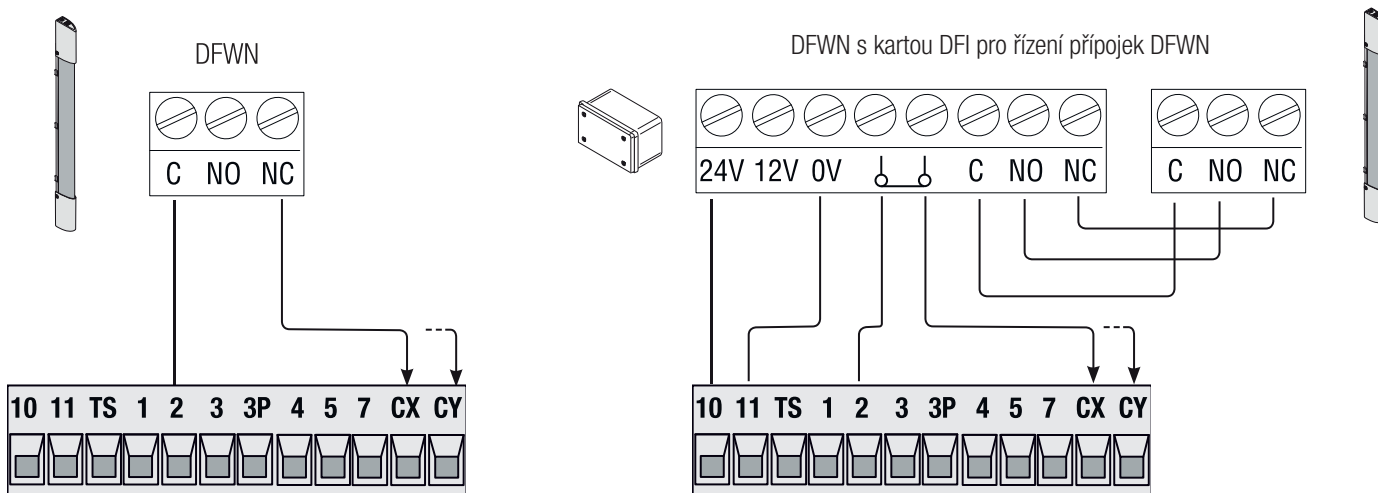 DFWN
C NO NC
10 11 TS 1 2 3 3P 4 5 7 CX CY
DFWN s kartou DFI pro řízení přípojek DFWN
24V 12V 0V C NO NC
C NO NC
10 11 TS 1 2 3 3P 4 5 7 CX CY